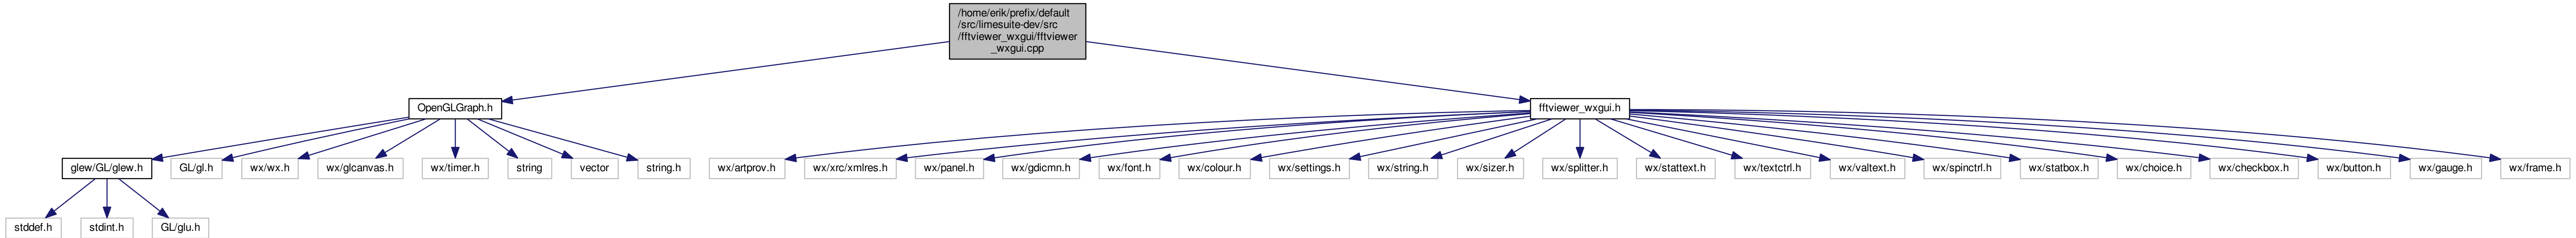 /home/erik/prefix/default
/src/limesuite-dev/src
/fftviewer_wxgui/fftviewer
_wxgui.cpp
OpenGLGraph.h
fftviewer_wxgui.h
glew/GL/glew.h
GL/gl.h
wx/wx.h
wx/glcanvas.h
wx/timer.h
string
vector
string.h
wx/artprov.h
wx/xrc/xmlres.h
wx/panel.h
wx/gdicmn.h
wx/font.h
wx/colour.h
wx/settings.h
wx/string.h
wx/sizer.h
wx/splitter.h
wx/stattext.h
wx/textctrl.h
wx/valtext.h
wx/spinctrl.h
wx/statbox.h
wx/choice.h
wx/checkbox.h
wx/button.h
wx/gauge.h
wx/frame.h
stddef.h
stdint.h
GL/glu.h